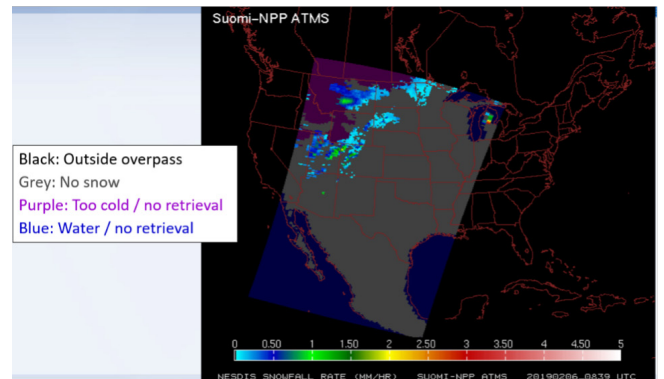 Suomi-NPP ATMS
Black: Outside overpass
Grey: No snow
Purple: Too cold / no retrieval
Blue: Water / no retrieval
0 0.50 1 1.50 2 2.50 3 3.50 4 4.50 5
NESDIS SNOWFALL RATE (MM/HR) SUOMI-NPP ATMS 20190206 0839 UTC